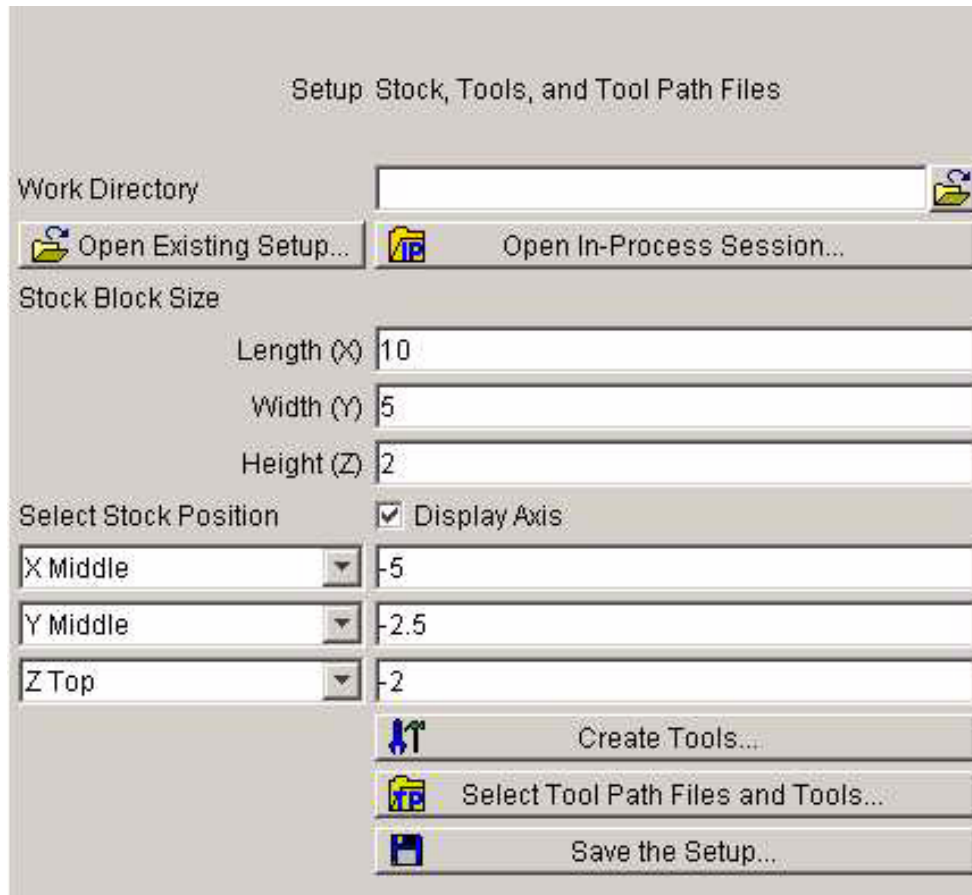 Setup Stock, Tools, and Tool Path Files
Work Directory
Open Existing Setup... IP Open In-Process Session...
Stock Block Size
Length (X) 10
Width (Y) 5
Height (Z) 2
Select Stock Position Display Axis
X Middle -5
Y Middle -2.5
Z Top -2
Create Tools...
TP Select Tool Path Files and Tools...
Save the Setup...